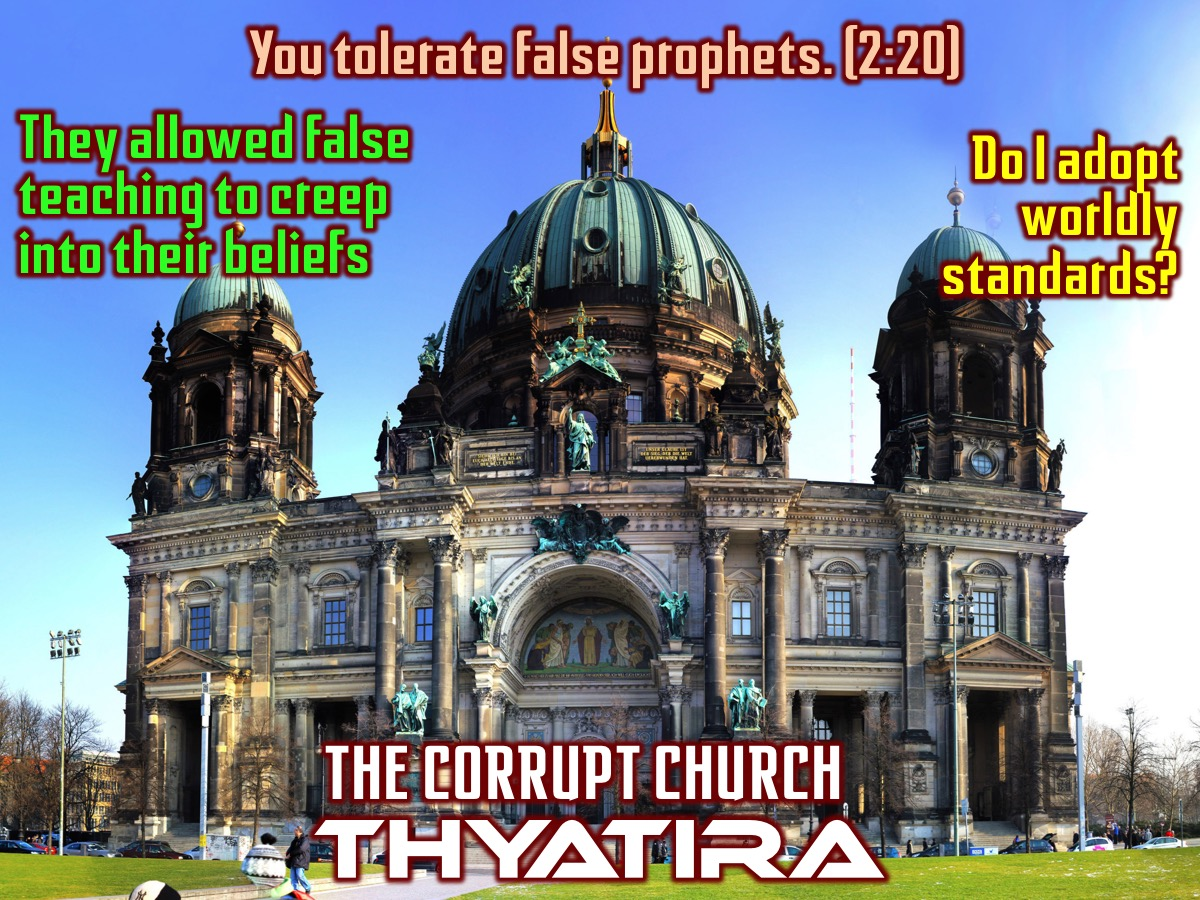 You tolerate false prophets. (2:20)
They allowed false
teaching to creep
into their beliefs
Do I adopt
worldly
standards?
THE CORRUPT CHURCH
THYATIRA